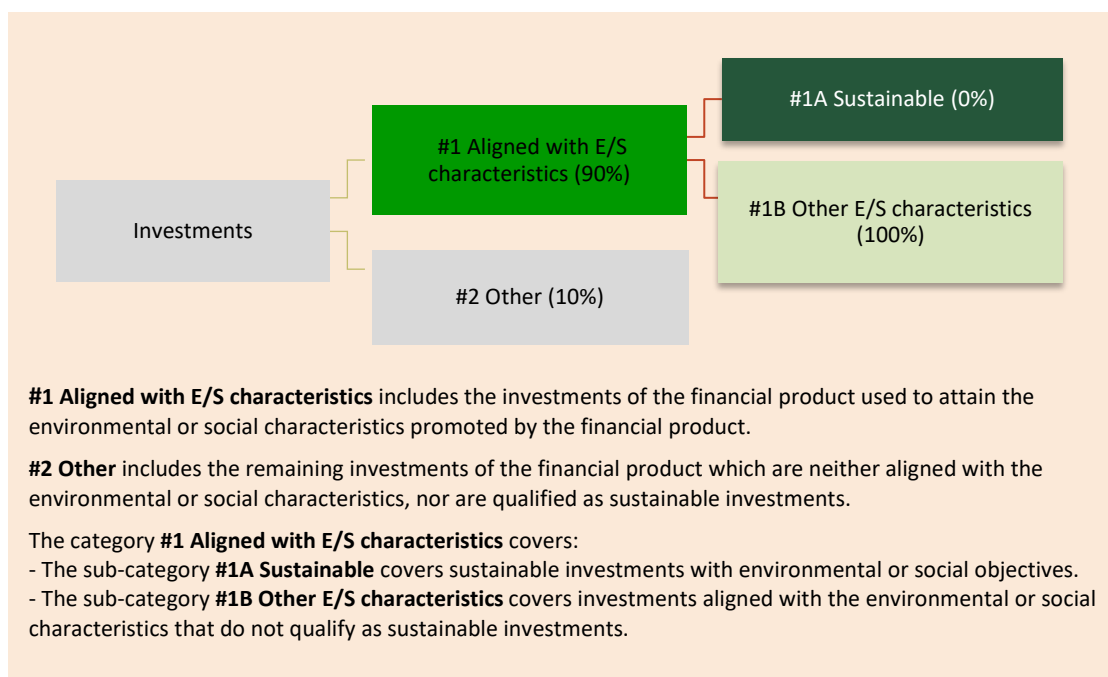 #1A Sustainable (0%)
#1 Aligned with E/S
characteristics (90%)
#1B Other E/S characteristics
(100%)
Investments
#2 Other (10%)
#1 Aligned with E/S characteristics includes the investments of the financial product used to attain the
environmental or social characteristics promoted by the financial product.
#2 Other includes the remaining investments of the financial product which are neither aligned with the
environmental or social characteristics, nor are qualified as sustainable investments.
The category #1 Aligned with E/S characteristics covers:
- The sub-category #1A Sustainable covers sustainable investments with environmental or social objectives.
- The sub-category #1B Other E/S characteristics covers investments aligned with the environmental or social
characteristics that do not qualify as sustainable investments.